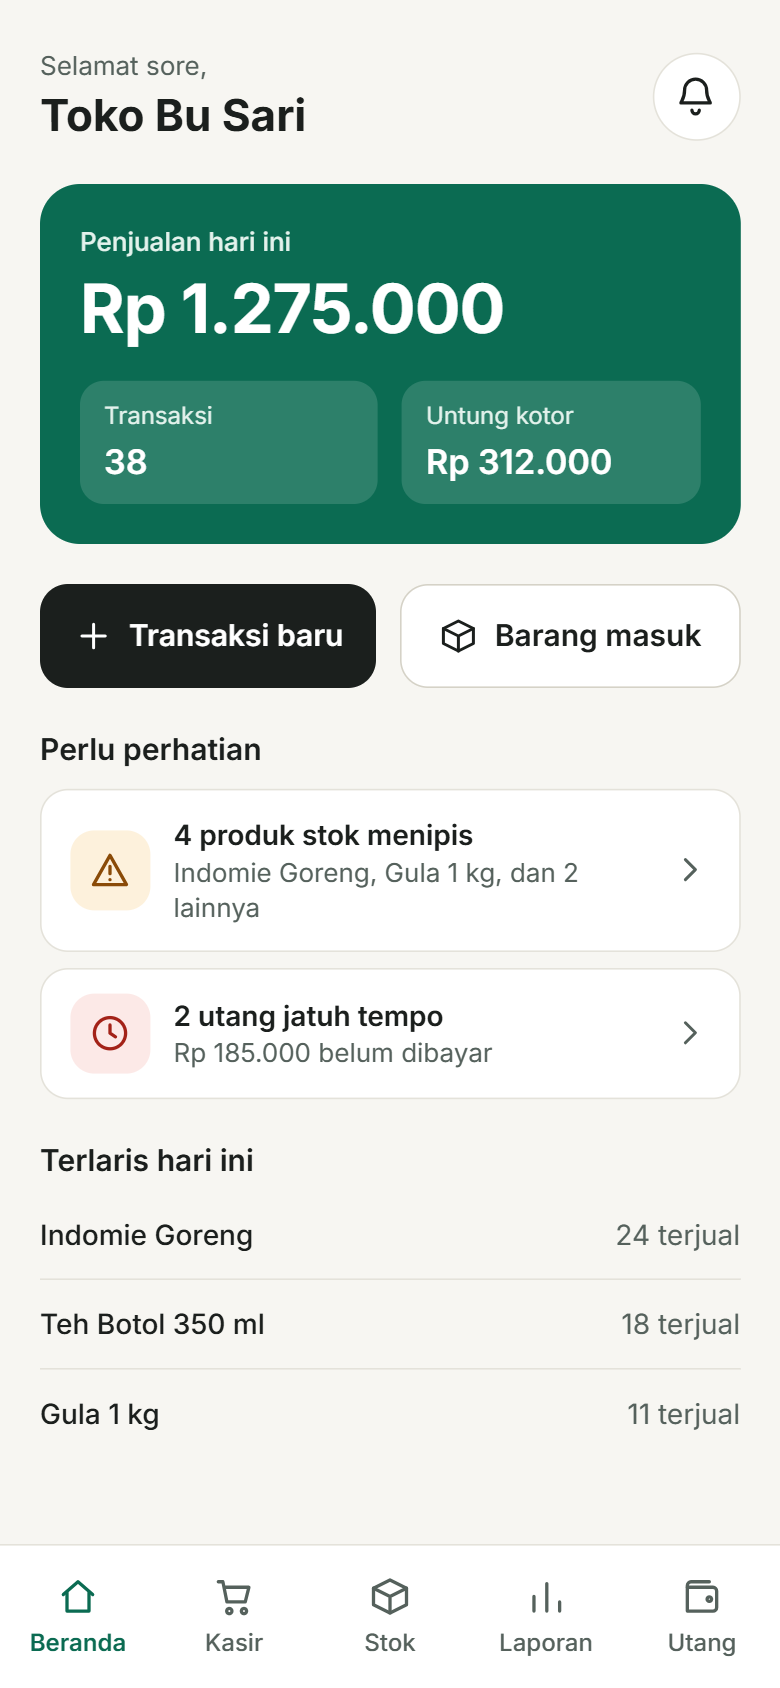 Selamat sore,
Toko Bu Sari
Penjualan hari ini
Rp 1.275.000
Transaksi
38
Untung kotor
Rp 312.000
Transaksi baru
Barang masuk
Perlu perhatian
4 produk stok menipis
Indomie Goreng, Gula 1 kg, dan 2
lainnya
2 utang jatuh tempo
Rp 185.000 belum dibayar
Terlaris hari ini
Indomie Goreng
24 terjual
Teh Botol 350 ml
18 terjual
Gula 1 kg
11 terjual
Beranda
Kasir
Stok
Laporan
Utang